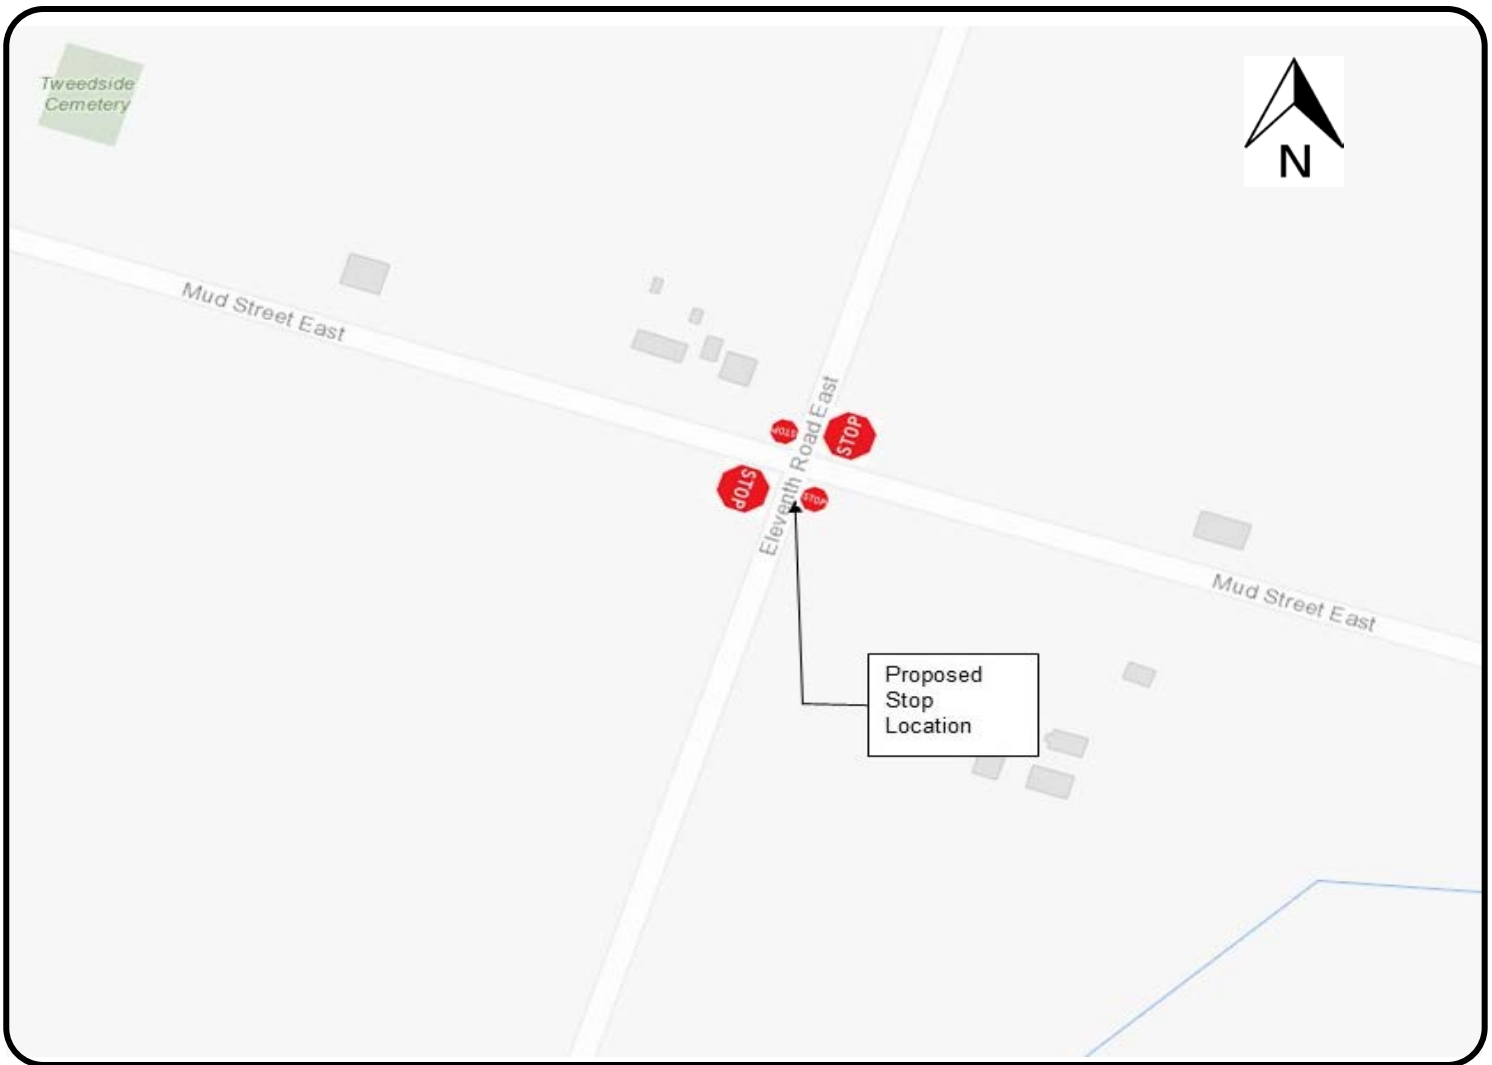 Tweedside
Cemetery
N
Mud Street East
Eleventh Road East
STOP
STOP
STOP
STOP
Mud Street East
Proposed
Stop
Location